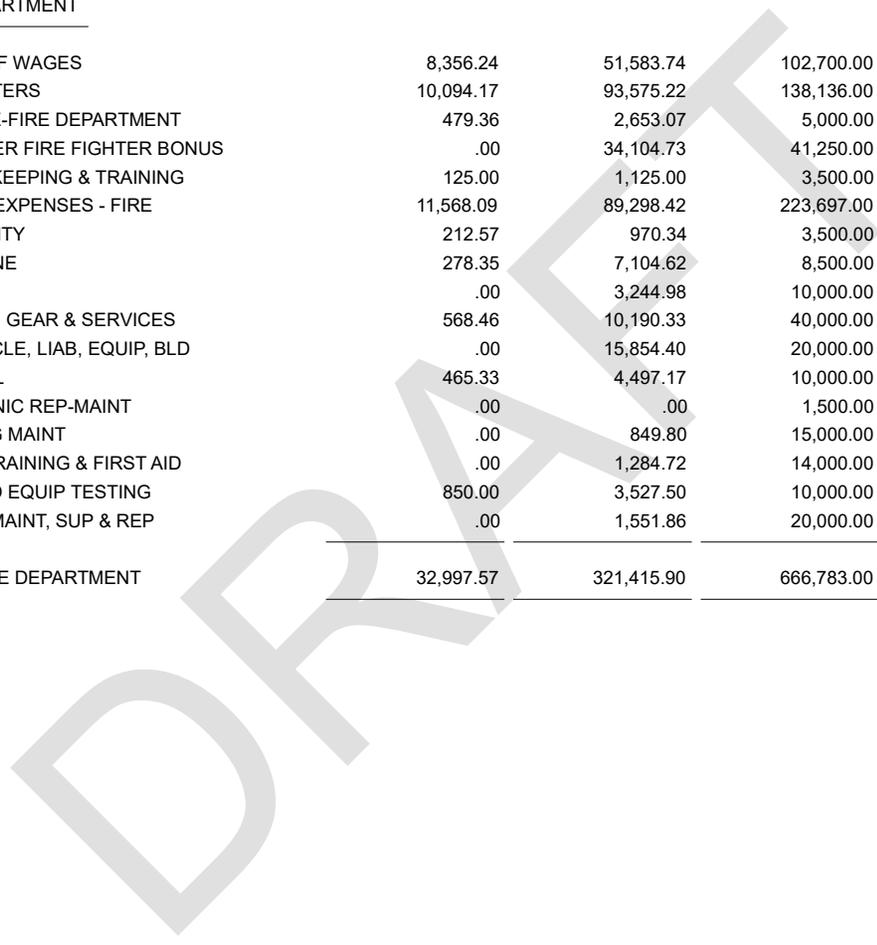 ARTMENT
F WAGES 8,356.24 51,583.74 102,700.00
TERS 10,094.17 93,575.22 138,136.00
E-FIRE DEPARTMENT 479.36 2,653.07 5,000.00
ER FIRE FIGHTER BONUS .00 34,104.73 41,250.00
KEEPING & TRAINING 125.00 1,125.00 3,500.00
EXPENSES - FIRE 11,568.09 89,298.42 223,697.00
ITY 212.57 970.34 3,500.00
NE 278.35 7,104.62 8,500.00
.00 3,244.98 10,000.00
GEAR & SERVICES 568.46 10,190.33 40,000.00
CLE, LIAB, EQUIP, BLD .00 15,854.40 20,000.00
L 465.33 4,497.17 10,000.00
NIC REP-MAINT .00 .00 1,500.00
G MAINT .00 849.80 15,000.00
RAINING & FIRST AID .00 1,284.72 14,000.00
D EQUIP TESTING 850.00 3,527.50 10,000.00
MAINT, SUP & REP .00 1,551.86 20,000.00
E DEPARTMENT 32,997.57 321,415.90 666,783.00
DRAFT